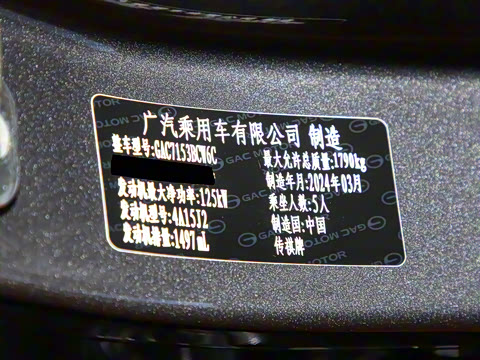 广汽乘用车有限公司 制造
整车型号:GAC7153BCW6C
最大允许总质量:1790kg
制造年月:2024年03月
发动机最大净功率:125kW
乘坐人数:5人
发动机型号:4A15J2
制造国:中国
发动机排量:1497mL
传祺牌
GAC MOTOR